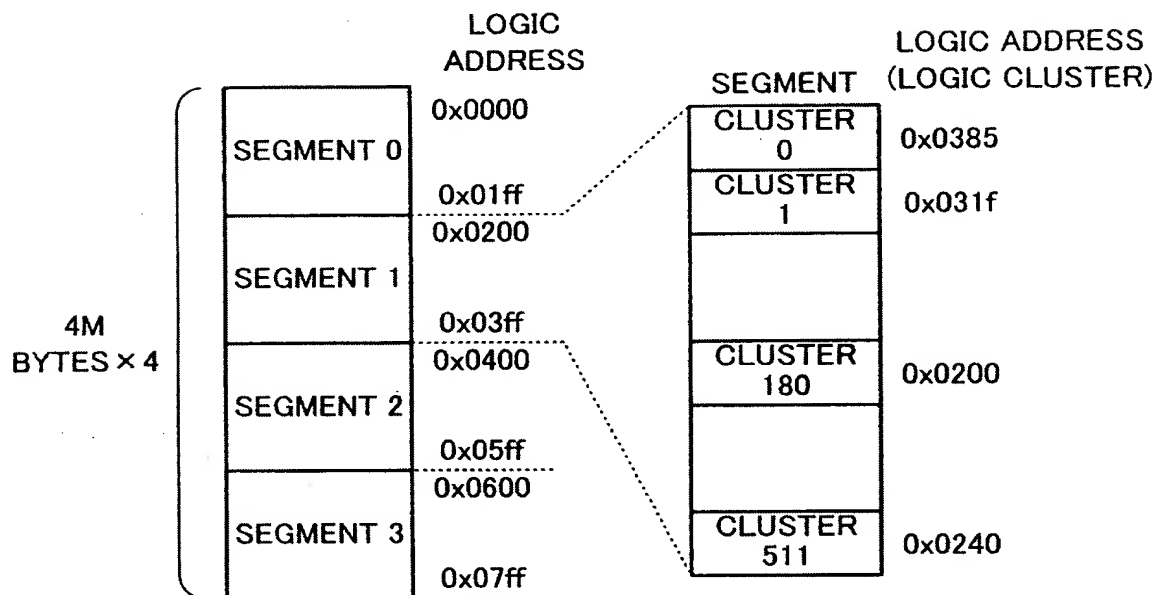 LOGIC
ADDRESS
4M
BYTES × 4
SEGMENT 0
0x0000
0x01ff
SEGMENT 1
0x0200
0x03ff
SEGMENT 2
0x0400
0x05ff
SEGMENT 3
0x0600
0x07ff
SEGMENT
LOGIC ADDRESS
(LOGIC CLUSTER)
CLUSTER
0
0x0385
CLUSTER
1
0x031f
CLUSTER
180
0x0200
CLUSTER
511
0x0240